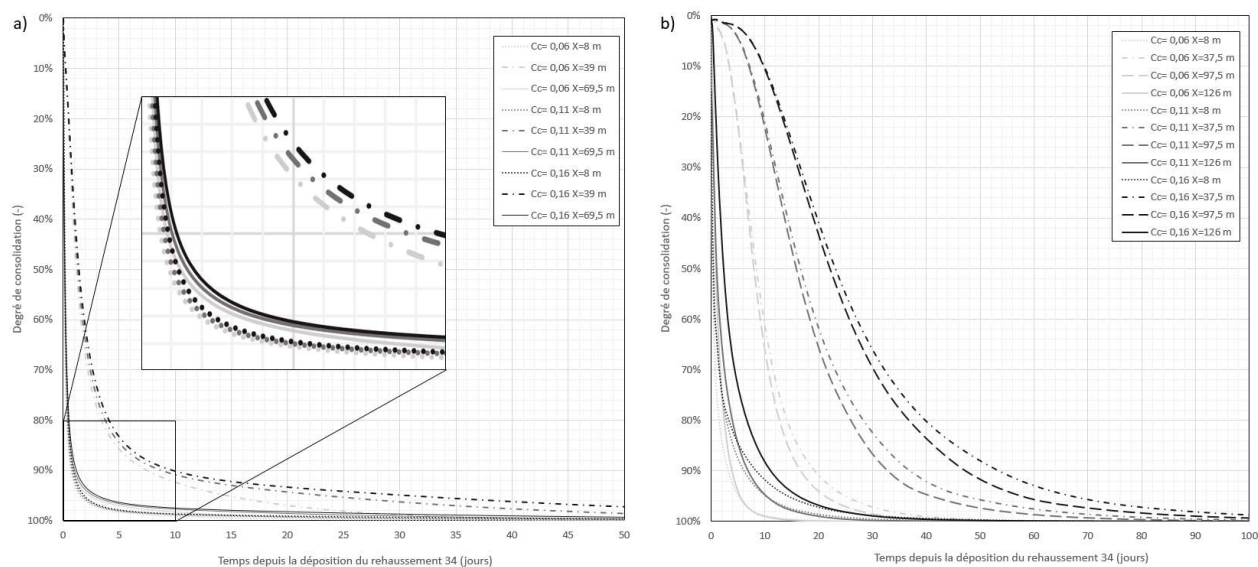 a)
0%
10%
20%
30%
40%
50%
60%
70%
80%
90%
100%
Degré de consolidation (-)
0
5
10
15
20
25
30
35
40
45
50
Temps depuis la déposition du rehaussement 34 (jours)
Cc= 0,06 X=8 m
Cc= 0,06 X=39 m
Cc= 0,06 X=69,5 m
Cc= 0,11 X=8 m
Cc= 0,11 X=39 m
Cc= 0,11 X=69,5 m
Cc= 0,16 X=8 m
Cc= 0,16 X=39 m
Cc= 0,16 X=69,5 m
b)
0%
10%
20%
30%
40%
50%
60%
70%
80%
90%
100%
Degré de consolidation (-)
0
10
20
30
40
50
60
70
80
90
100
Temps depuis la déposition du rehaussement 34 (jours)
Cc= 0,06 X=8 m
Cc= 0,06 X=37,5 m
Cc= 0,06 X=97,5 m
Cc= 0,06 X=126 m
Cc= 0,11 X=8 m
Cc= 0,11 X=37,5 m
Cc= 0,11 X=97,5 m
Cc= 0,11 X=126 m
Cc= 0,16 X=8 m
Cc= 0,16 X=37,5 m
Cc= 0,16 X=97,5 m
Cc= 0,16 X=126 m